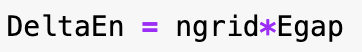 DeltaEn = ngrid*Egap